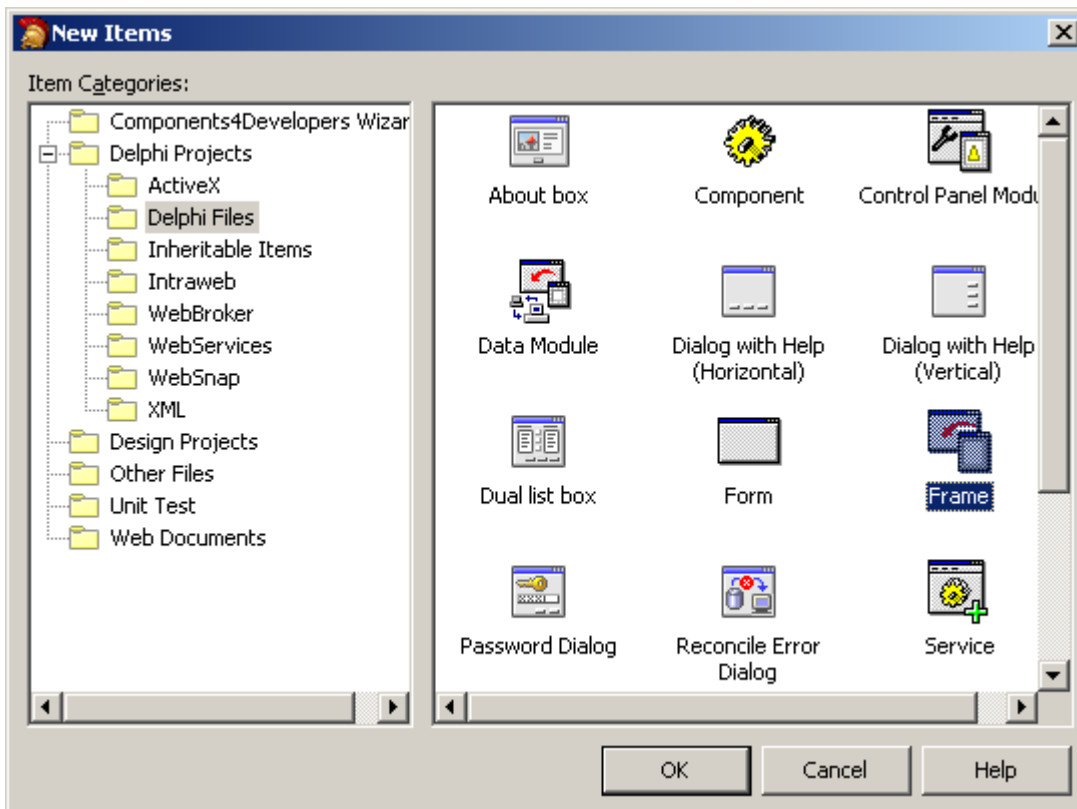 New Items
Item Categories:
Components4Developers Wizar
Delphi Projects
ActiveX
Delphi Files
Inheritable Items
Intraweb
WebBroker
WebServices
WebSnap
XML
Design Projects
Other Files
Unit Test
Web Documents
About box
Component
Control Panel Modu
Data Module
Dialog with Help
(Horizontal)
Dialog with Help
(Vertical)
Dual list box
Form
Frame
Password Dialog
Reconcile Error
Dialog
Service
OK
Cancel
Help